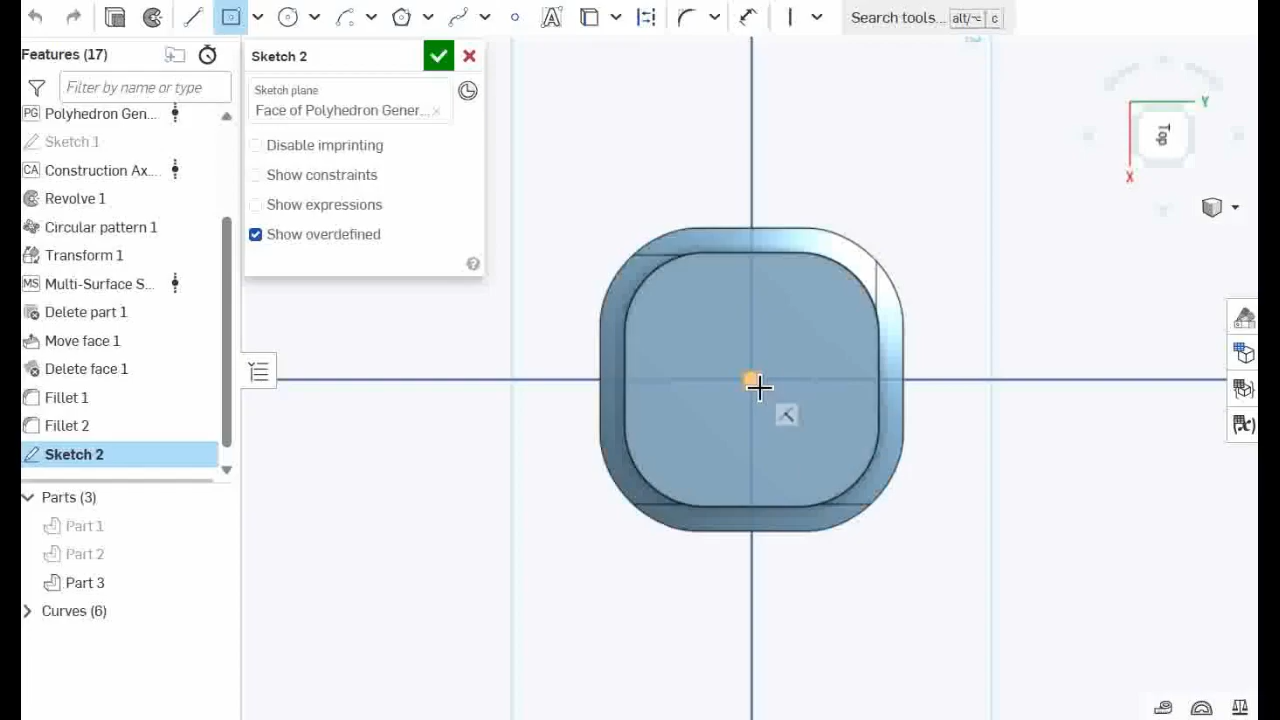 Search tools... alt/⌥ c
Features (17)
Filter by name or type
PG Polyhedron Gen...
Sketch 1
CA Construction Ax...
Revolve 1
Circular pattern 1
Transform 1
MS Multi-Surface S...
Delete part 1
Move face 1
Delete face 1
Fillet 1
Fillet 2
Sketch 2
Parts (3)
Part 1
Part 2
Part 3
Curves (6)
Sketch 2
Sketch plane
Face of Polyhedron Gener...
Disable imprinting
Show constraints
Show expressions
Show overdefined
Y
Top
X
(x)